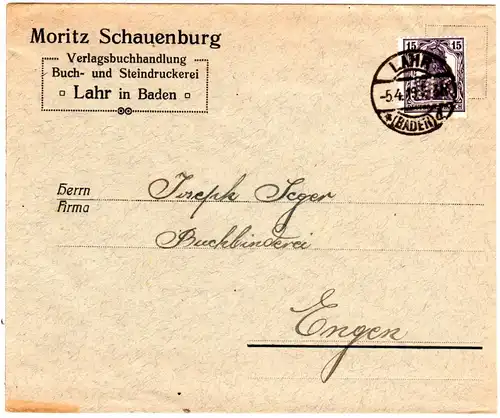 Moritz Schauenburg
Verlagsbuchhandlung
Buch- und Steindruckerei
Lahr in Baden
15 15
LAHR
-5.4.19
*(BADEN)
Herrn
Firma
Joseph Seger
Buchbinderei
Engen